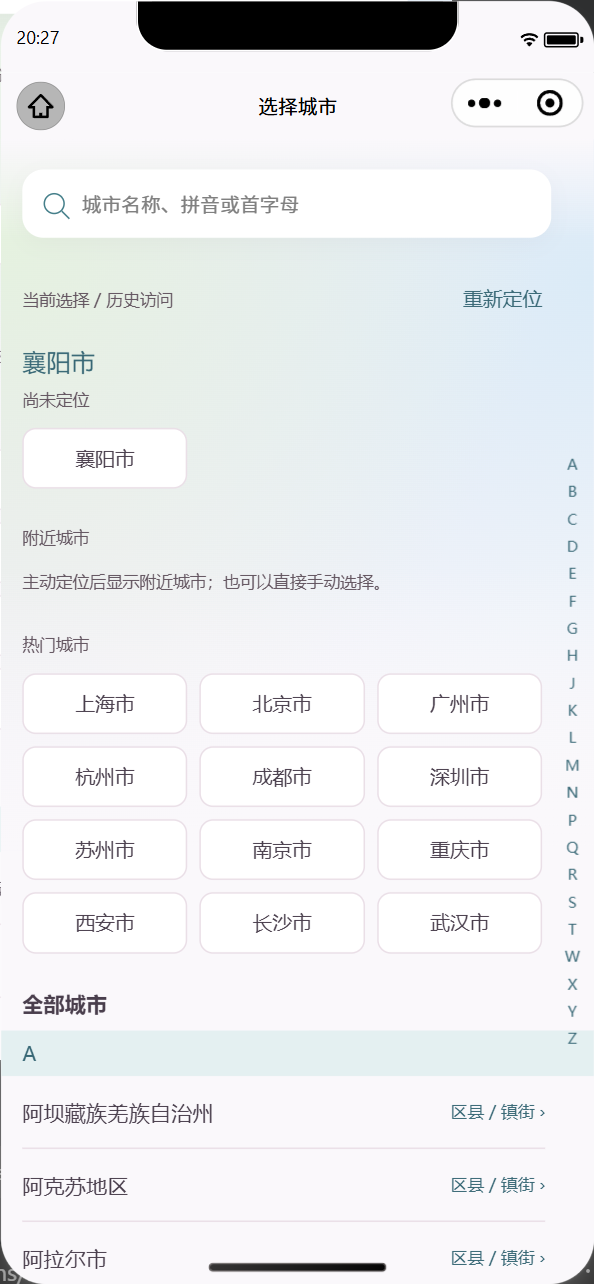 20:27
选择城市
城市名称、拼音或首字母
当前选择 / 历史访问
重新定位
襄阳市
尚未定位
襄阳市
附近城市
主动定位后显示附近城市；也可以直接手动选择。
热门城市
上海市 北京市 广州市
杭州市 成都市 深圳市
苏州市 南京市 重庆市
西安市 长沙市 武汉市
全部城市
A
阿坝藏族羌族自治州 区县 / 镇街 ›
阿克苏地区 区县 / 镇街 ›
阿拉尔市 区县 / 镇街 ›
A
B
C
D
E
F
G
H
J
K
L
M
N
P
Q
R
S
T
W
X
Y
Z